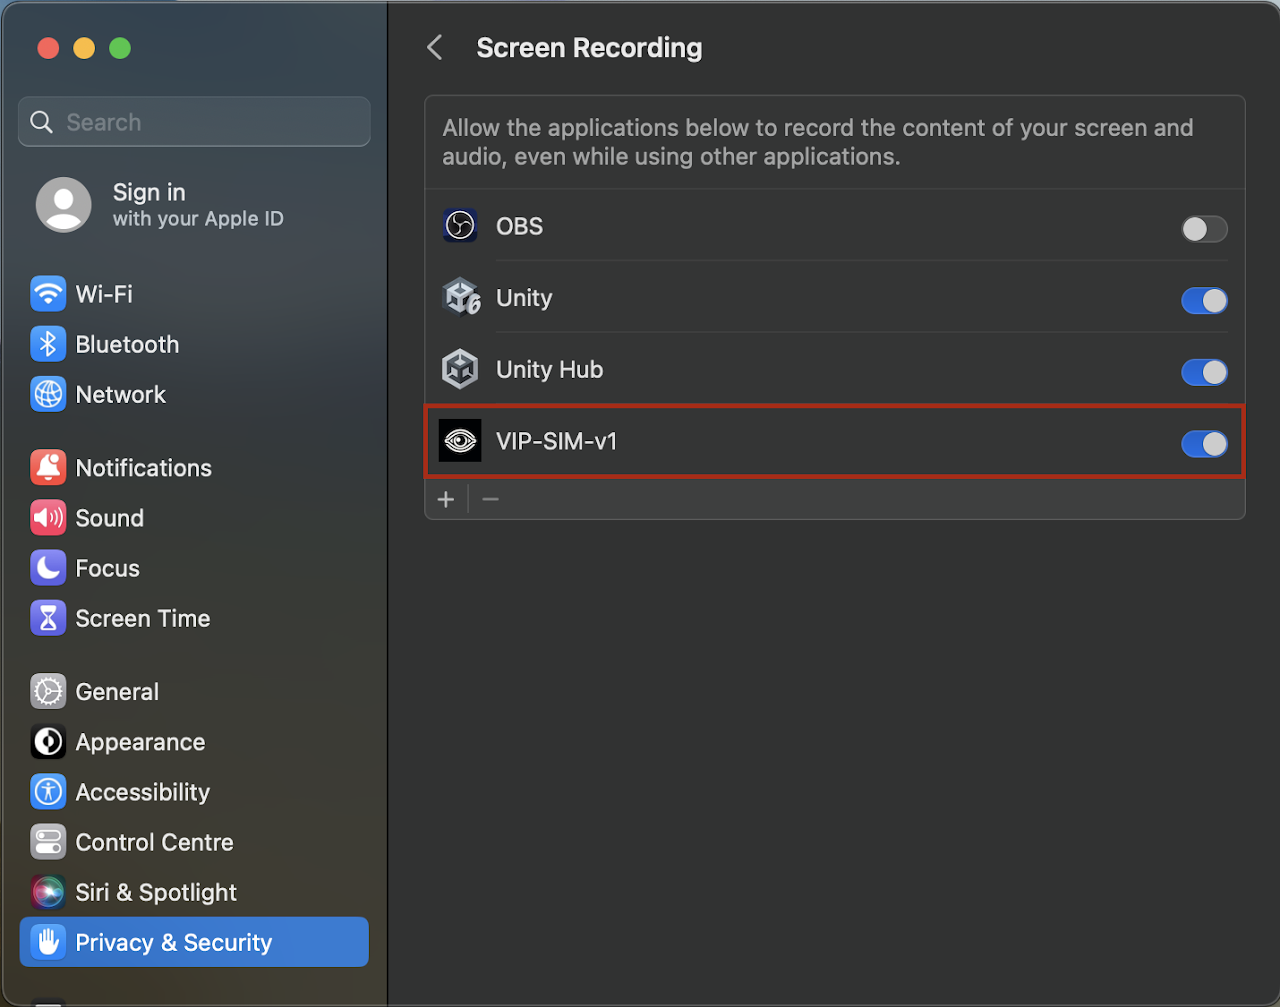 Search
Sign in
with your Apple ID
Wi-Fi
Bluetooth
Network
Notifications
Sound
Focus
Screen Time
General
Appearance
Accessibility
Control Centre
Siri & Spotlight
Privacy & Security
Screen Recording
Allow the applications below to record the content of your screen and
audio, even while using other applications.
OBS
Unity
Unity Hub
VIP-SIM-v1